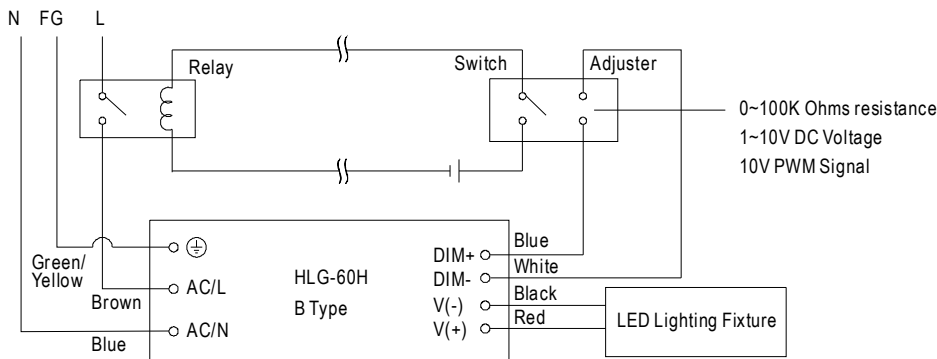 N FG L
Relay
Switch
Adjuster
0~100K Ohms resistance
1~10V DC Voltage
10V PWM Signal
Green/
Yellow
Brown
Blue
AC/L
AC/N
HLG-60H
B Type
DIM+
DIM-
V(-)
V(+)
Blue
White
Black
Red
LED Lighting Fixture